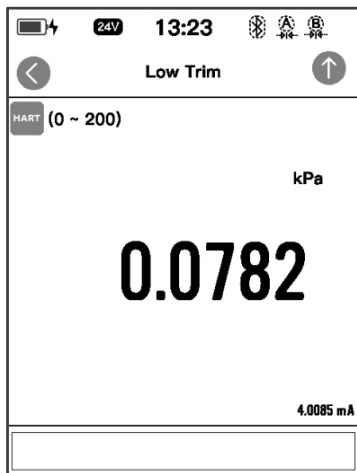 24V 13:23 A B
Low Trim
HART (0 ~ 200)
kPa
0.0782
4.0085 mA